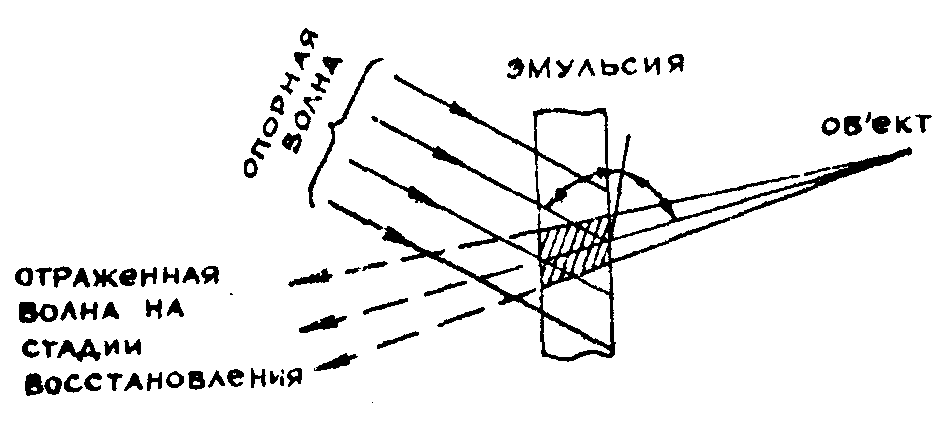 ОПОРНАЯ
ВОЛНА
ЭМУЛЬСИЯ
ОБ'ЕКТ
ОТРАЖЕННАЯ
ВОЛНА НА
СТАДИИ
ВОССТАНОВЛЕНИЯ